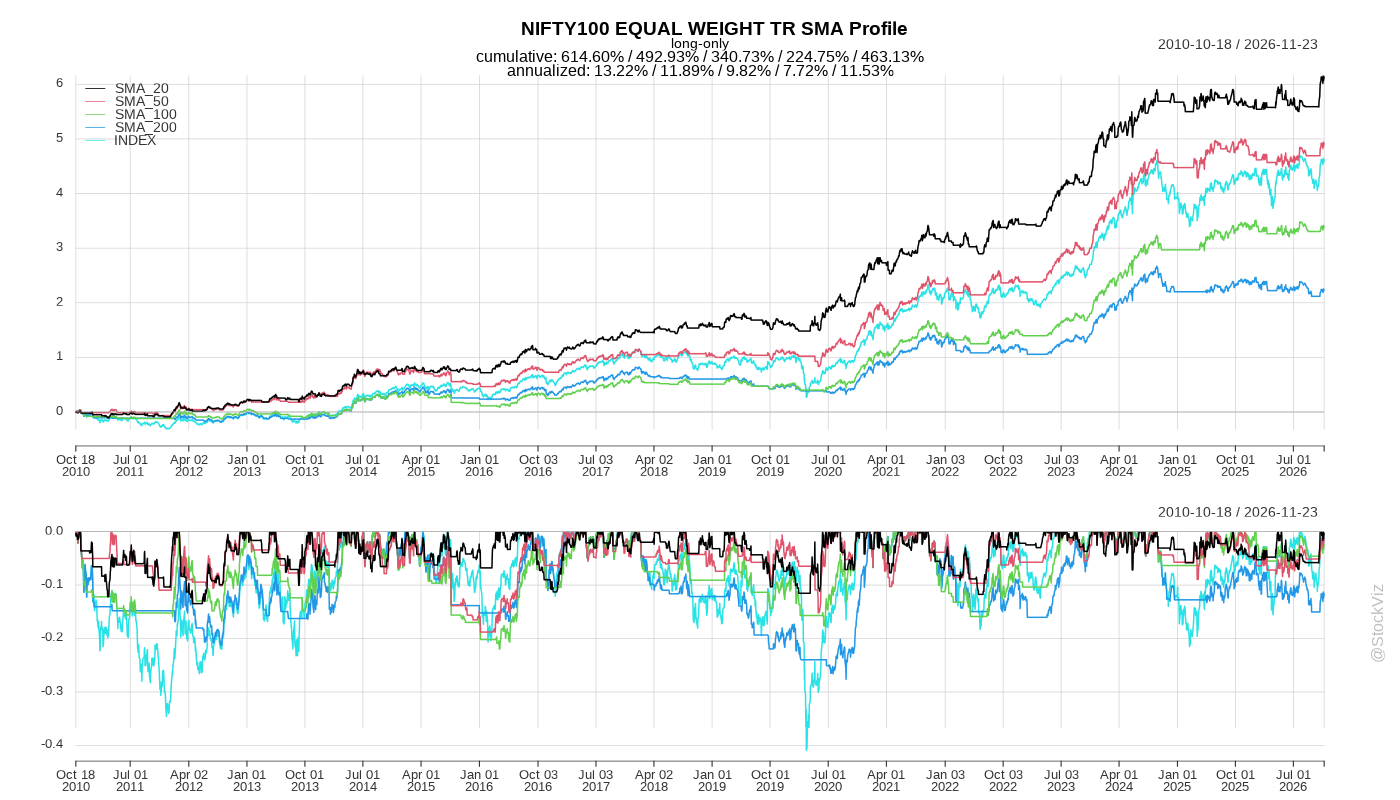 NIFTY100 EQUAL WEIGHT TR SMA Profile
long-only
cumulative: 614.60% / 492.93% / 340.73% / 224.75% / 463.13%
annualized: 13.22% / 11.89% / 9.82% / 7.72% / 11.53%
2010-10-18 / 2026-11-23
SMA_20
SMA_50
SMA_100
SMA_200
INDEX
6
5
4
3
2
1
0
Oct 18 Jul 01 Apr 02 Jan 01 Oct 01 Jul 01 Apr 01 Jan 01 Oct 03 Jul 03 Apr 02 Jan 01 Oct 01 Jul 01 Apr 01 Jan 03 Oct 03 Jul 03 Apr 01 Jan 01 Oct 01 Jul 01
2010 2011 2012 2013 2013 2014 2015 2016 2016 2017 2018 2019 2019 2020 2021 2022 2022 2023 2024 2025 2025 2026
2010-10-18 / 2026-11-23
0.0
-0.1
-0.2
-0.3
-0.4
Oct 18 Jul 01 Apr 02 Jan 01 Oct 01 Jul 01 Apr 01 Jan 01 Oct 03 Jul 03 Apr 02 Jan 01 Oct 01 Jul 01 Apr 01 Jan 03 Oct 03 Jul 03 Apr 01 Jan 01 Oct 01 Jul 01
2010 2011 2012 2013 2013 2014 2015 2016 2016 2017 2018 2019 2019 2020 2021 2022 2022 2023 2024 2025 2025 2026
@StockViz